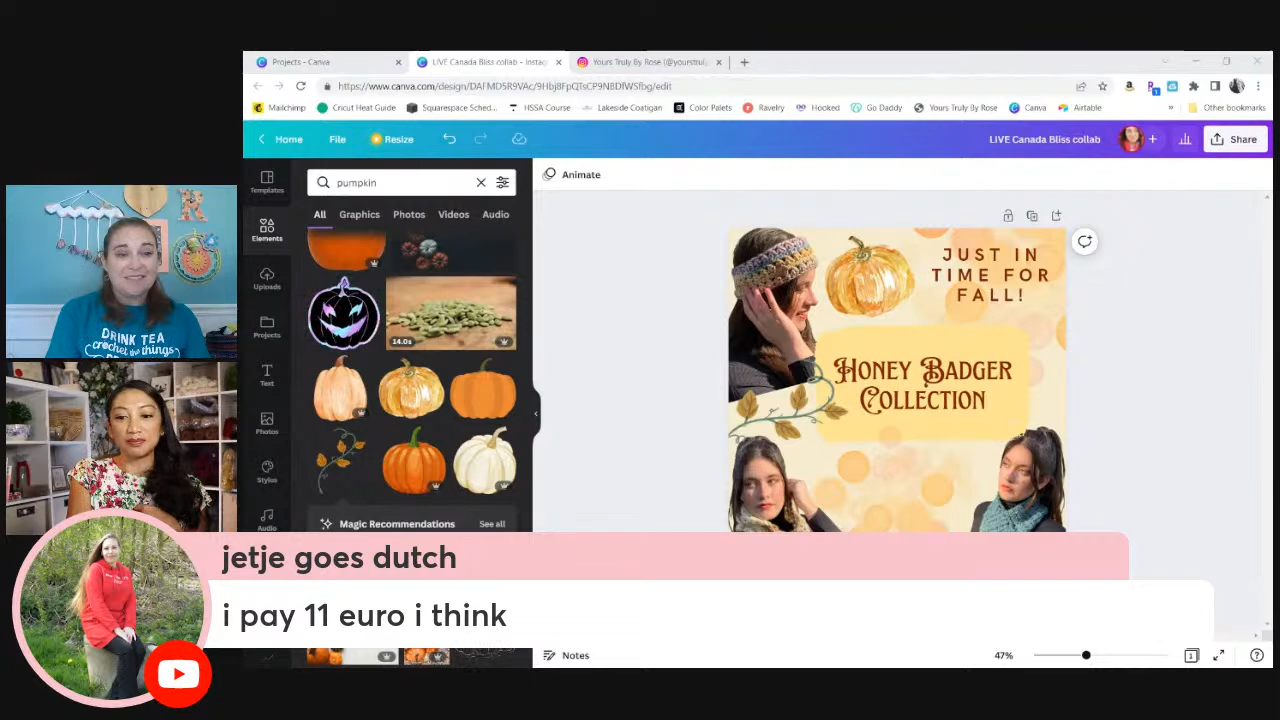 Projects - Canva
LIVE Canada Bliss collab - Instag
Yours Truly By Rose (@yourstrul
https://www.canva.com/design/DAFMD5R9VAc/9Hbj8FpQTsCP9NBDfWSfbg/edit
Mailchimp
Cricut Heat Guide
Squarespace Sched...
HSSA Course
Lakeside Coatigan
Color Palets
Ravelry
Hooked
Go Daddy
Yours Truly By Rose
Canva
Airtable
Other bookmarks
Home
File
Resize
LIVE Canada Bliss collab
Share
Templates
Elements
Uploads
Projects
Text
Photos
Styles
Audio
pumpkin
All
Graphics
Photos
Videos
Audio
14.0s
Magic Recommendations
See all
Animate
JUST IN
TIME FOR
FALL!
HONEY BADGER
COLLECTION
R
DRINK TEA
crochet the things
jetje goes dutch
i pay 11 euro i think
Notes
47%
1